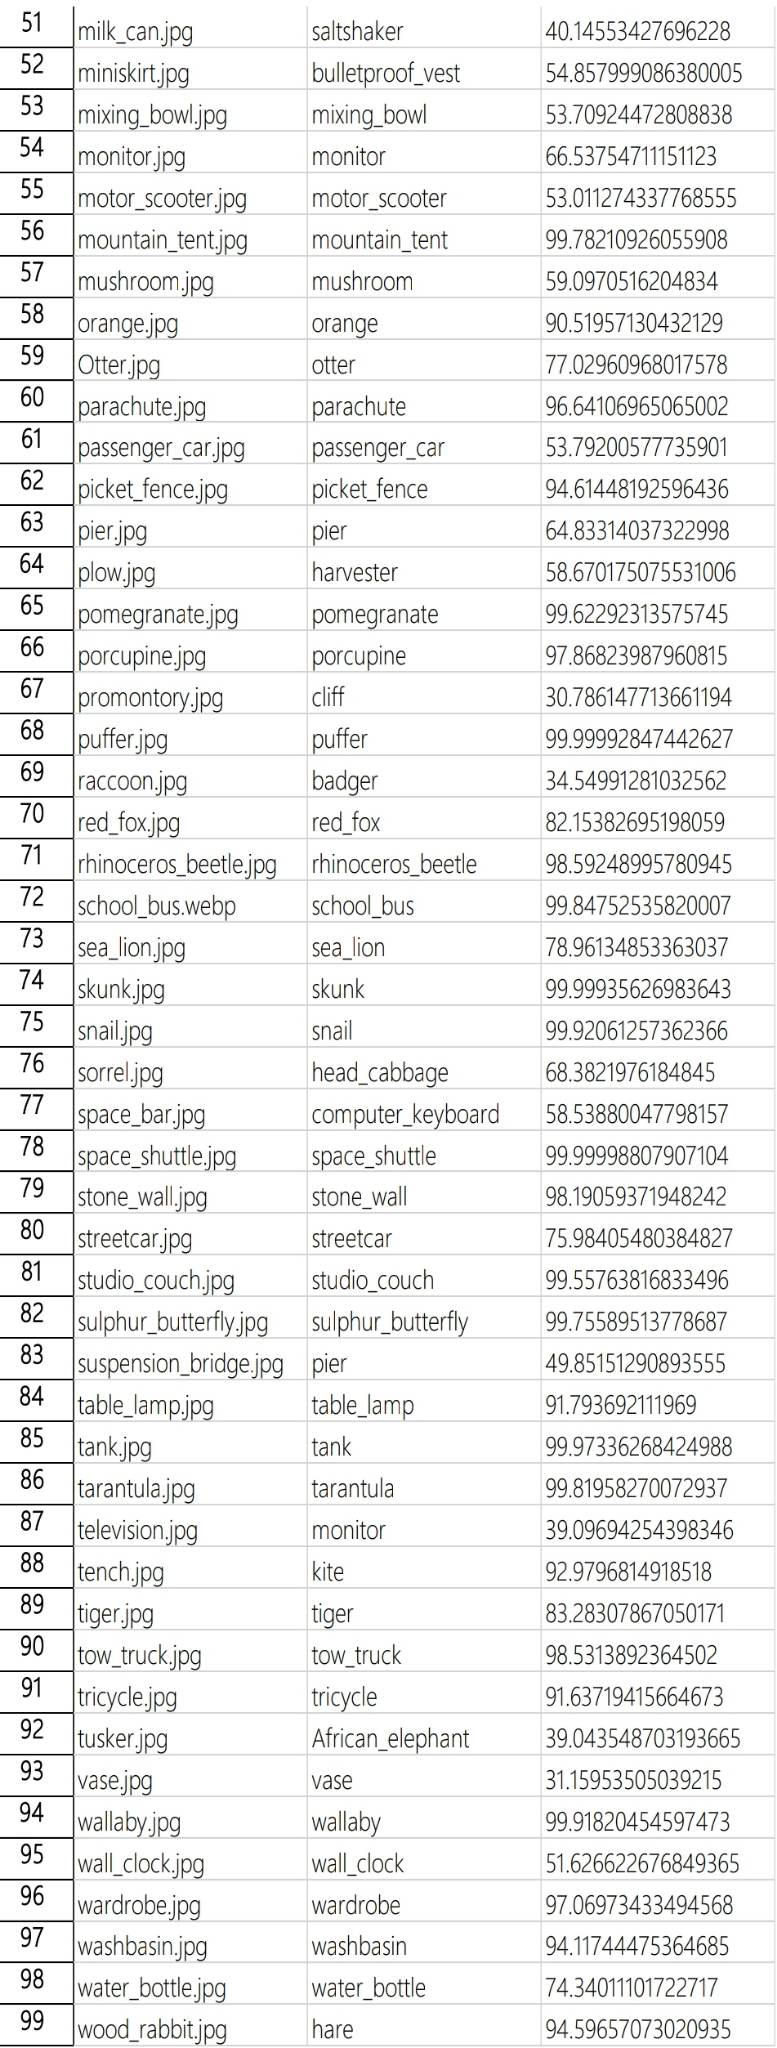 51 milk_can.jpg saltshaker 40.14553427696228
52 miniskirt.jpg bulletproof_vest 54.857999086380005
53 mixing_bowl.jpg mixing_bowl 53.70924472808838
54 monitor.jpg monitor 66.53754711151123
55 motor_scooter.jpg motor_scooter 53.011274337768555
56 mountain_tent.jpg mountain_tent 99.78210926055908
57 mushroom.jpg mushroom 59.0970516204834
58 orange.jpg orange 90.51957130432129
59 Otter.jpg otter 77.02960968017578
60 parachute.jpg parachute 96.64106965065002
61 passenger_car.jpg passenger_car 53.79200577735901
62 picket_fence.jpg picket_fence 94.61448192596436
63 pier.jpg pier 64.83314037322998
64 plow.jpg harvester 58.670175075531006
65 pomegranate.jpg pomegranate 99.62292313575745
66 porcupine.jpg porcupine 97.86823987960815
67 promontory.jpg cliff 30.786147713661194
68 puffer.jpg puffer 99.99992847442627
69 raccoon.jpg badger 34.54991281032562
70 red_fox.jpg red_fox 82.15382695198059
71 rhinoceros_beetle.jpg rhinoceros_beetle 98.59248995780945
72 school_bus.webp school_bus 99.84752535820007
73 sea_lion.jpg sea_lion 78.96134853363037
74 skunk.jpg skunk 99.99935626983643
75 snail.jpg snail 99.92061257362366
76 sorrel.jpg head_cabbage 68.3821976184845
77 space_bar.jpg computer_keyboard 58.53880047798157
78 space_shuttle.jpg space_shuttle 99.99998807907104
79 stone_wall.jpg stone_wall 98.19059371948242
80 streetcar.jpg streetcar 75.98405480384827
81 studio_couch.jpg studio_couch 99.55763816833496
82 sulphur_butterfly.jpg sulphur_butterfly 99.75589513778687
83 suspension_bridge.jpg pier 49.85151290893555
84 table_lamp.jpg table_lamp 91.793692111969
85 tank.jpg tank 99.97336268424988
86 tarantula.jpg tarantula 99.81958270072937
87 television.jpg monitor 39.09694254398346
88 tench.jpg kite 92.9796814918518
89 tiger.jpg tiger 83.28307867050171
90 tow_truck.jpg tow_truck 98.5313892364502
91 tricycle.jpg tricycle 91.63719415664673
92 tusker.jpg African_elephant 39.043548703193665
93 vase.jpg vase 31.15953505039215
94 wallaby.jpg wallaby 99.91820454597473
95 wall_clock.jpg wall_clock 51.626622676849365
96 wardrobe.jpg wardrobe 97.06973433494568
97 washbasin.jpg washbasin 94.11744475364685
98 water_bottle.jpg water_bottle 74.34011101722717
99 wood_rabbit.jpg hare 94.59657073020935